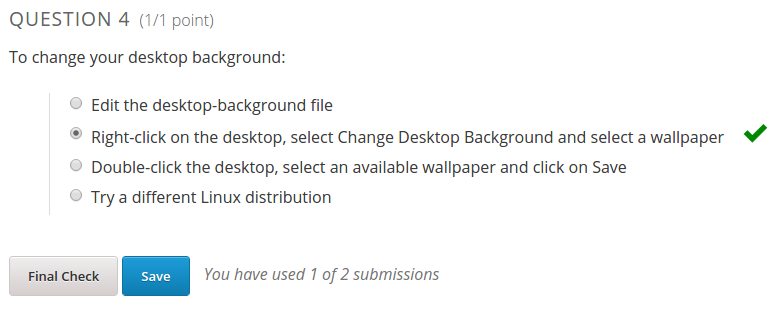 QUESTION 4 (1/1 point)
To change your desktop background:
Edit the desktop-background file
Right-click on the desktop, select Change Desktop Background and select a wallpaper
Double-click the desktop, select an available wallpaper and click on Save
Try a different Linux distribution
Final Check Save You have used 1 of 2 submissions